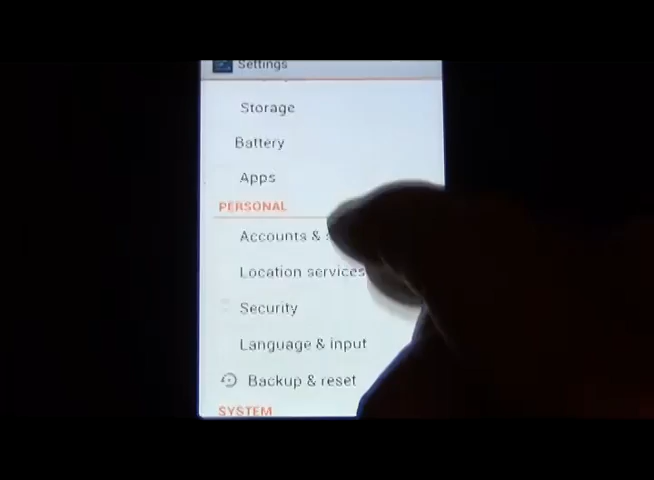 Settings
Storage
Battery
Apps
PERSONAL
Accounts &
Location services
Security
Language & input
Backup & reset
SYSTEM